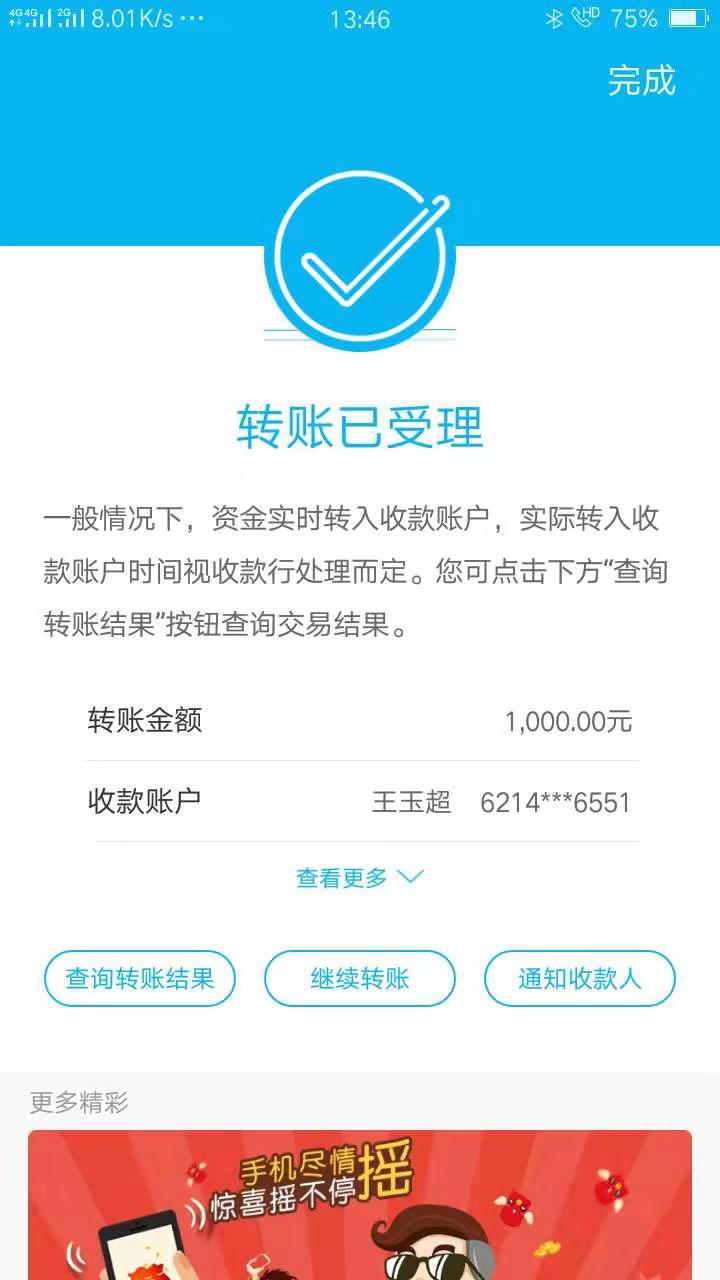 4G 4G 2G 8.01K/s ··· 13:46 HD 75%
完成
转账已受理
一般情况下，资金实时转入收款账户，实际转入收
款账户时间视收款行处理而定。您可点击下方“查询
转账结果”按钮查询交易结果。
转账金额 1,000.00元
收款账户 王玉超 6214***6551
查看更多
查询转账结果 继续转账 通知收款人
更多精彩
手机尽情摇
惊喜摇不停